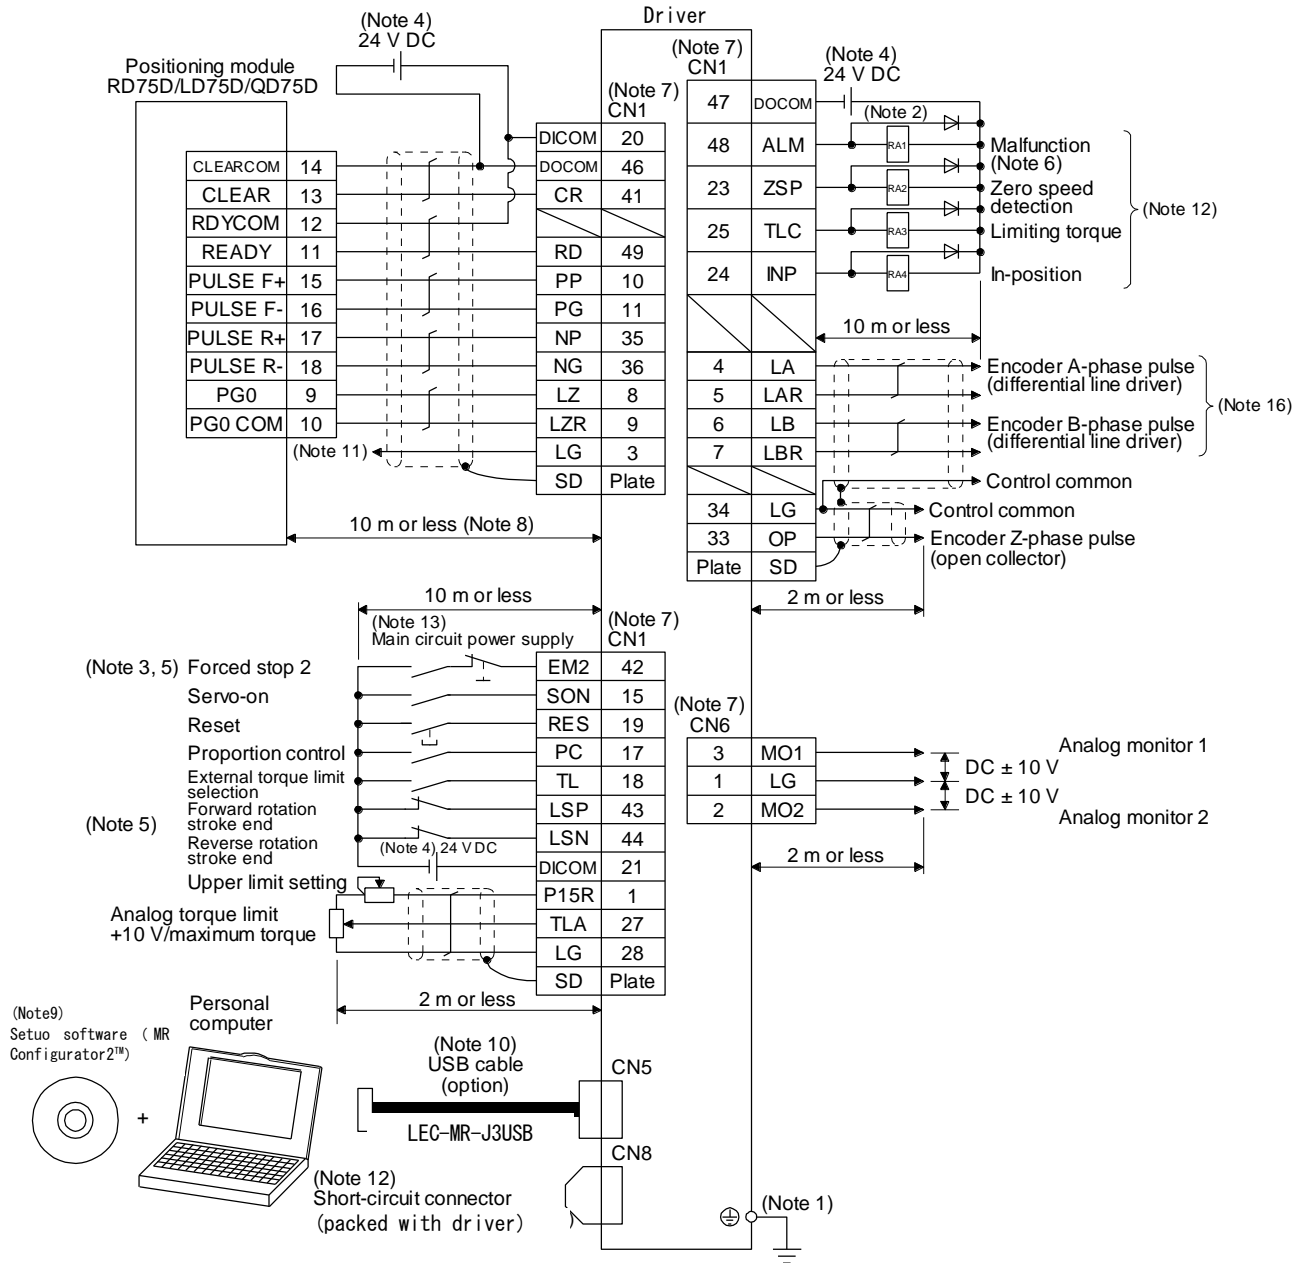 Driver
(Note 4)
24 V DC
Positioning module
RD75D/LD75D/QD75D
(Note 7)
CN1
DICOM 20
CLEARCOM 14 DOCOM 46
CLEAR 13 CR 41
RDYCOM 12
READY 11 RD 49
PULSE F+ 15 PP 10
PULSE F- 16 PG 11
PULSE R+ 17 NP 35
PULSE R- 18 NG 36
PG0 9 LZ 8
PG0 COM 10 LZR 9
(Note 11) LG 3
SD Plate
10 m or less (Note 8)
(Note 7)
CN1
(Note 4)
24 V DC
47 DOCOM
(Note 2)
48 ALM RA1 Malfunction
(Note 6)
23 ZSP RA2 Zero speed
detection
25 TLC RA3 Limiting torque
24 INP RA4 In-position
(Note 12)
10 m or less
4 LA Encoder A-phase pulse
(differential line driver)
5 LAR
6 LB Encoder B-phase pulse
(differential line driver)
7 LBR
(Note 16)
Control common
34 LG Control common
33 OP Encoder Z-phase pulse
(open collector)
Plate SD
2 m or less
10 m or less
(Note 13)
Main circuit power supply
(Note 7)
CN1
(Note 3, 5) Forced stop 2 EM2 42
Servo-on SON 15
Reset RES 19
Proportion control PC 17
External torque limit
selection TL 18
(Note 5)
Forward rotation
stroke end LSP 43
Reverse rotation
stroke end LSN 44
(Note 4) 24 V DC
DICOM 21
Upper limit setting P15R 1
Analog torque limit
+10 V/maximum torque TLA 27
LG 28
SD Plate
2 m or less
(Note 7)
CN6
3 MO1 Analog monitor 1
DC ± 10 V
1 LG
DC ± 10 V
2 MO2 Analog monitor 2
2 m or less
(Note9)
Setuo software ( MR
Configurator2™)
+
Personal
computer
(Note 10)
USB cable
(option)
LEC-MR-J3USB
CN5
CN8
(Note 12)
Short-circuit connector
(packed with driver)
(Note 1)